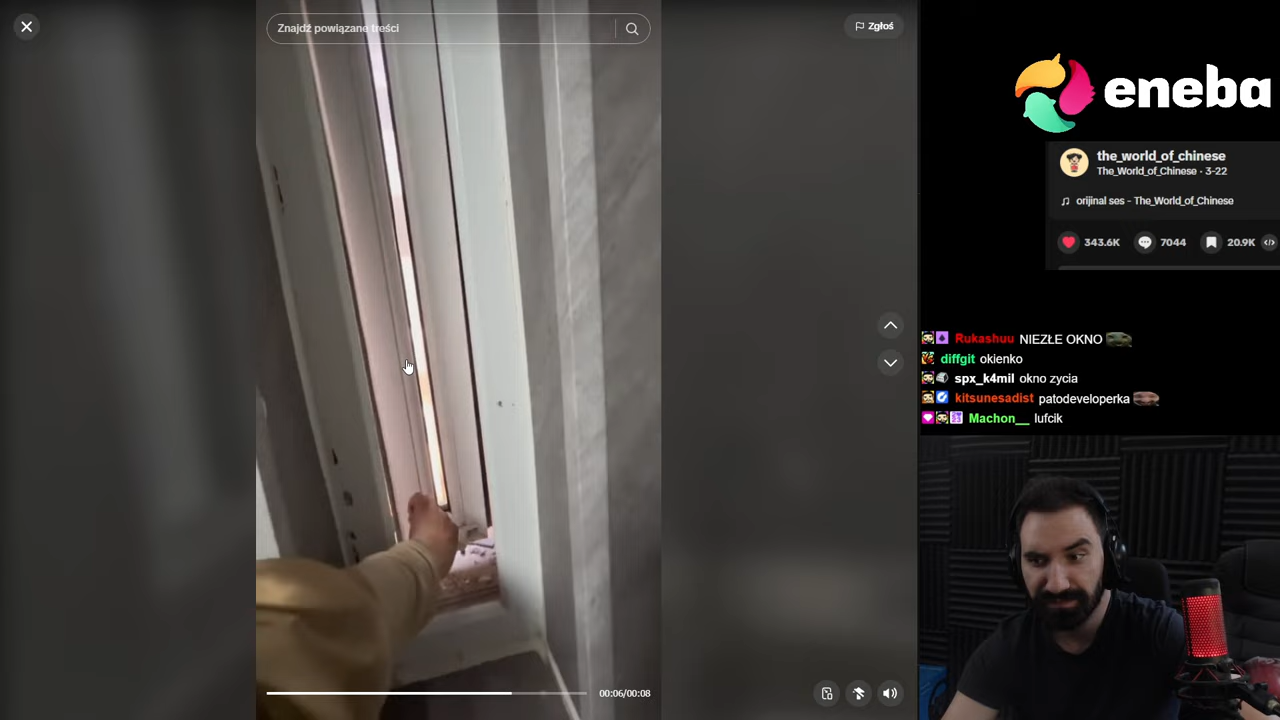 Znajdź powiązane treści
Zgłoś
eneba
the_world_of_chinese
The_World_of_Chinese · 3-22
orijinal ses - The_World_of_Chinese
343.6K 7044 20.9K
Rukashuu NIEZŁE OKNO
diffgit okienko
spx_k4mil okno zycia
kitsunesadist patodeveloperka
Machon__ lufcik
00:06/00:08